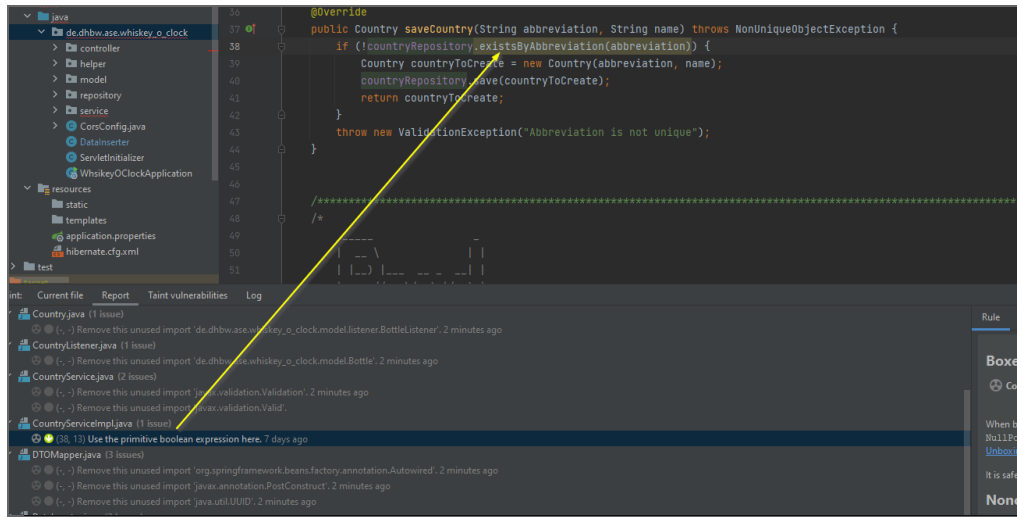 java
de.dhbw.ase.whiskey_o_clock
controller
helper
model
repository
service
CorsConfig.java
DataInserter
ServletInitializer
WhsikeyOClockApplication
resources
static
templates
application.properties
hibernate.cfg.xml
test
36 @Override
37 public Country saveCountry(String abbreviation, String name) throws NonUniqueObjectException {
38 if (!countryRepository.existsByAbbreviation(abbreviation)) {
39 Country countryToCreate = new Country(abbreviation, name);
40 countryRepository.save(countryToCreate);
41 return countryToCreate;
42 }
43 throw new ValidationException("Abbreviation is not unique");
44 }
45
46
47 /****************************************************************
48 /*
49
50
51
int: Current file Report Taint vulnerabilities Log
Country.java (1 issue)
(-, -) Remove this unused import 'de.dhbw.ase.whiskey_o_clock.model.listener.BottleListener'. 2 minutes ago
CountryListener.java (1 issue)
(-, -) Remove this unused import 'de.dhbw.ase.whiskey_o_clock.model.Bottle'. 2 minutes ago
CountryService.java (2 issues)
(-, -) Remove this unused import 'javax.validation.Validation'. 2 minutes ago
(-, -) Remove this unused import 'javax.validation.Valid'.
CountryServiceImpl.java (1 issue)
(38, 13) Use the primitive boolean expression here. 7 days ago
DTOMapper.java (3 issues)
(-, -) Remove this unused import 'org.springframework.beans.factory.annotation.Autowired'. 2 minutes ago
(-, -) Remove this unused import 'javax.annotation.PostConstruct'. 2 minutes ago
(-, -) Remove this unused import 'java.util.UUID'. 2 minutes ago
Rule
Boxe
Co
When b
NullPo
Unboxin
It is safe
None